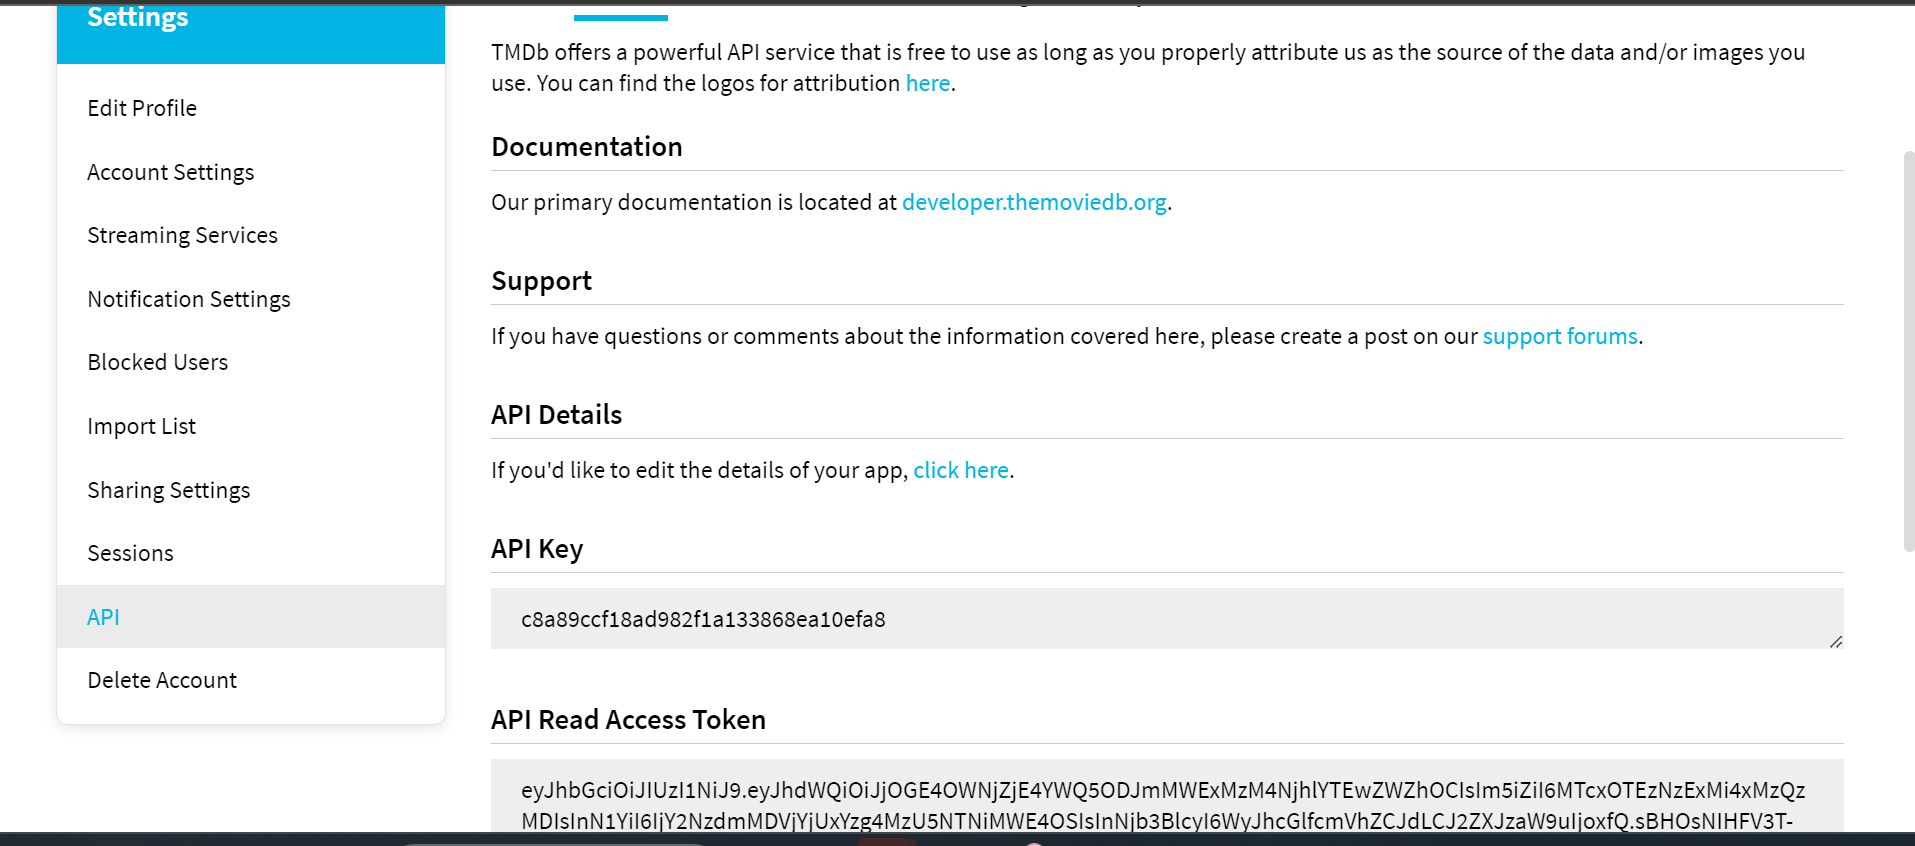 Settings
Edit Profile
Account Settings
Streaming Services
Notification Settings
Blocked Users
Import List
Sharing Settings
Sessions
API
Delete Account
TMDb offers a powerful API service that is free to use as long as you properly attribute us as the source of the data and/or images you
use. You can find the logos for attribution here.
Documentation
Our primary documentation is located at developer.themoviedb.org.
Support
If you have questions or comments about the information covered here, please create a post on our support forums.
API Details
If you'd like to edit the details of your app, click here.
API Key
c8a89ccf18ad982f1a133868ea10efa8
API Read Access Token
eyJhbGciOiJIUzI1NiJ9.eyJhdWQiOiJjOGE4OWNjZjE4YWQ5ODJmMWExMzM4NjhlYTEwZWZhOCIsIm5iZiI6MTcxOTEzNzExMi4xMzQz
MDIsInN1YiI6IjY2NzdmMDVjYjUxYzg4MzU5NTNiMWE4OSIsInNjb3BlcyI6WyJhcGlfcmVhZCJdLCJ2ZXJzaW9uIjoxfQ.sBHOsNIHFV3T-